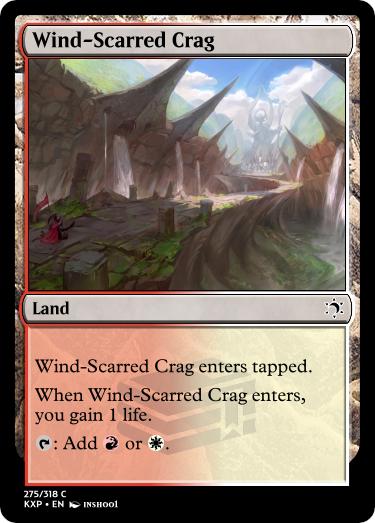 Wind-Scarred Crag
Land
Wind-Scarred Crag enters tapped.
When Wind-Scarred Crag enters,
you gain 1 life.
: Add or .
275/318 C
KXP • EN INSHOO1